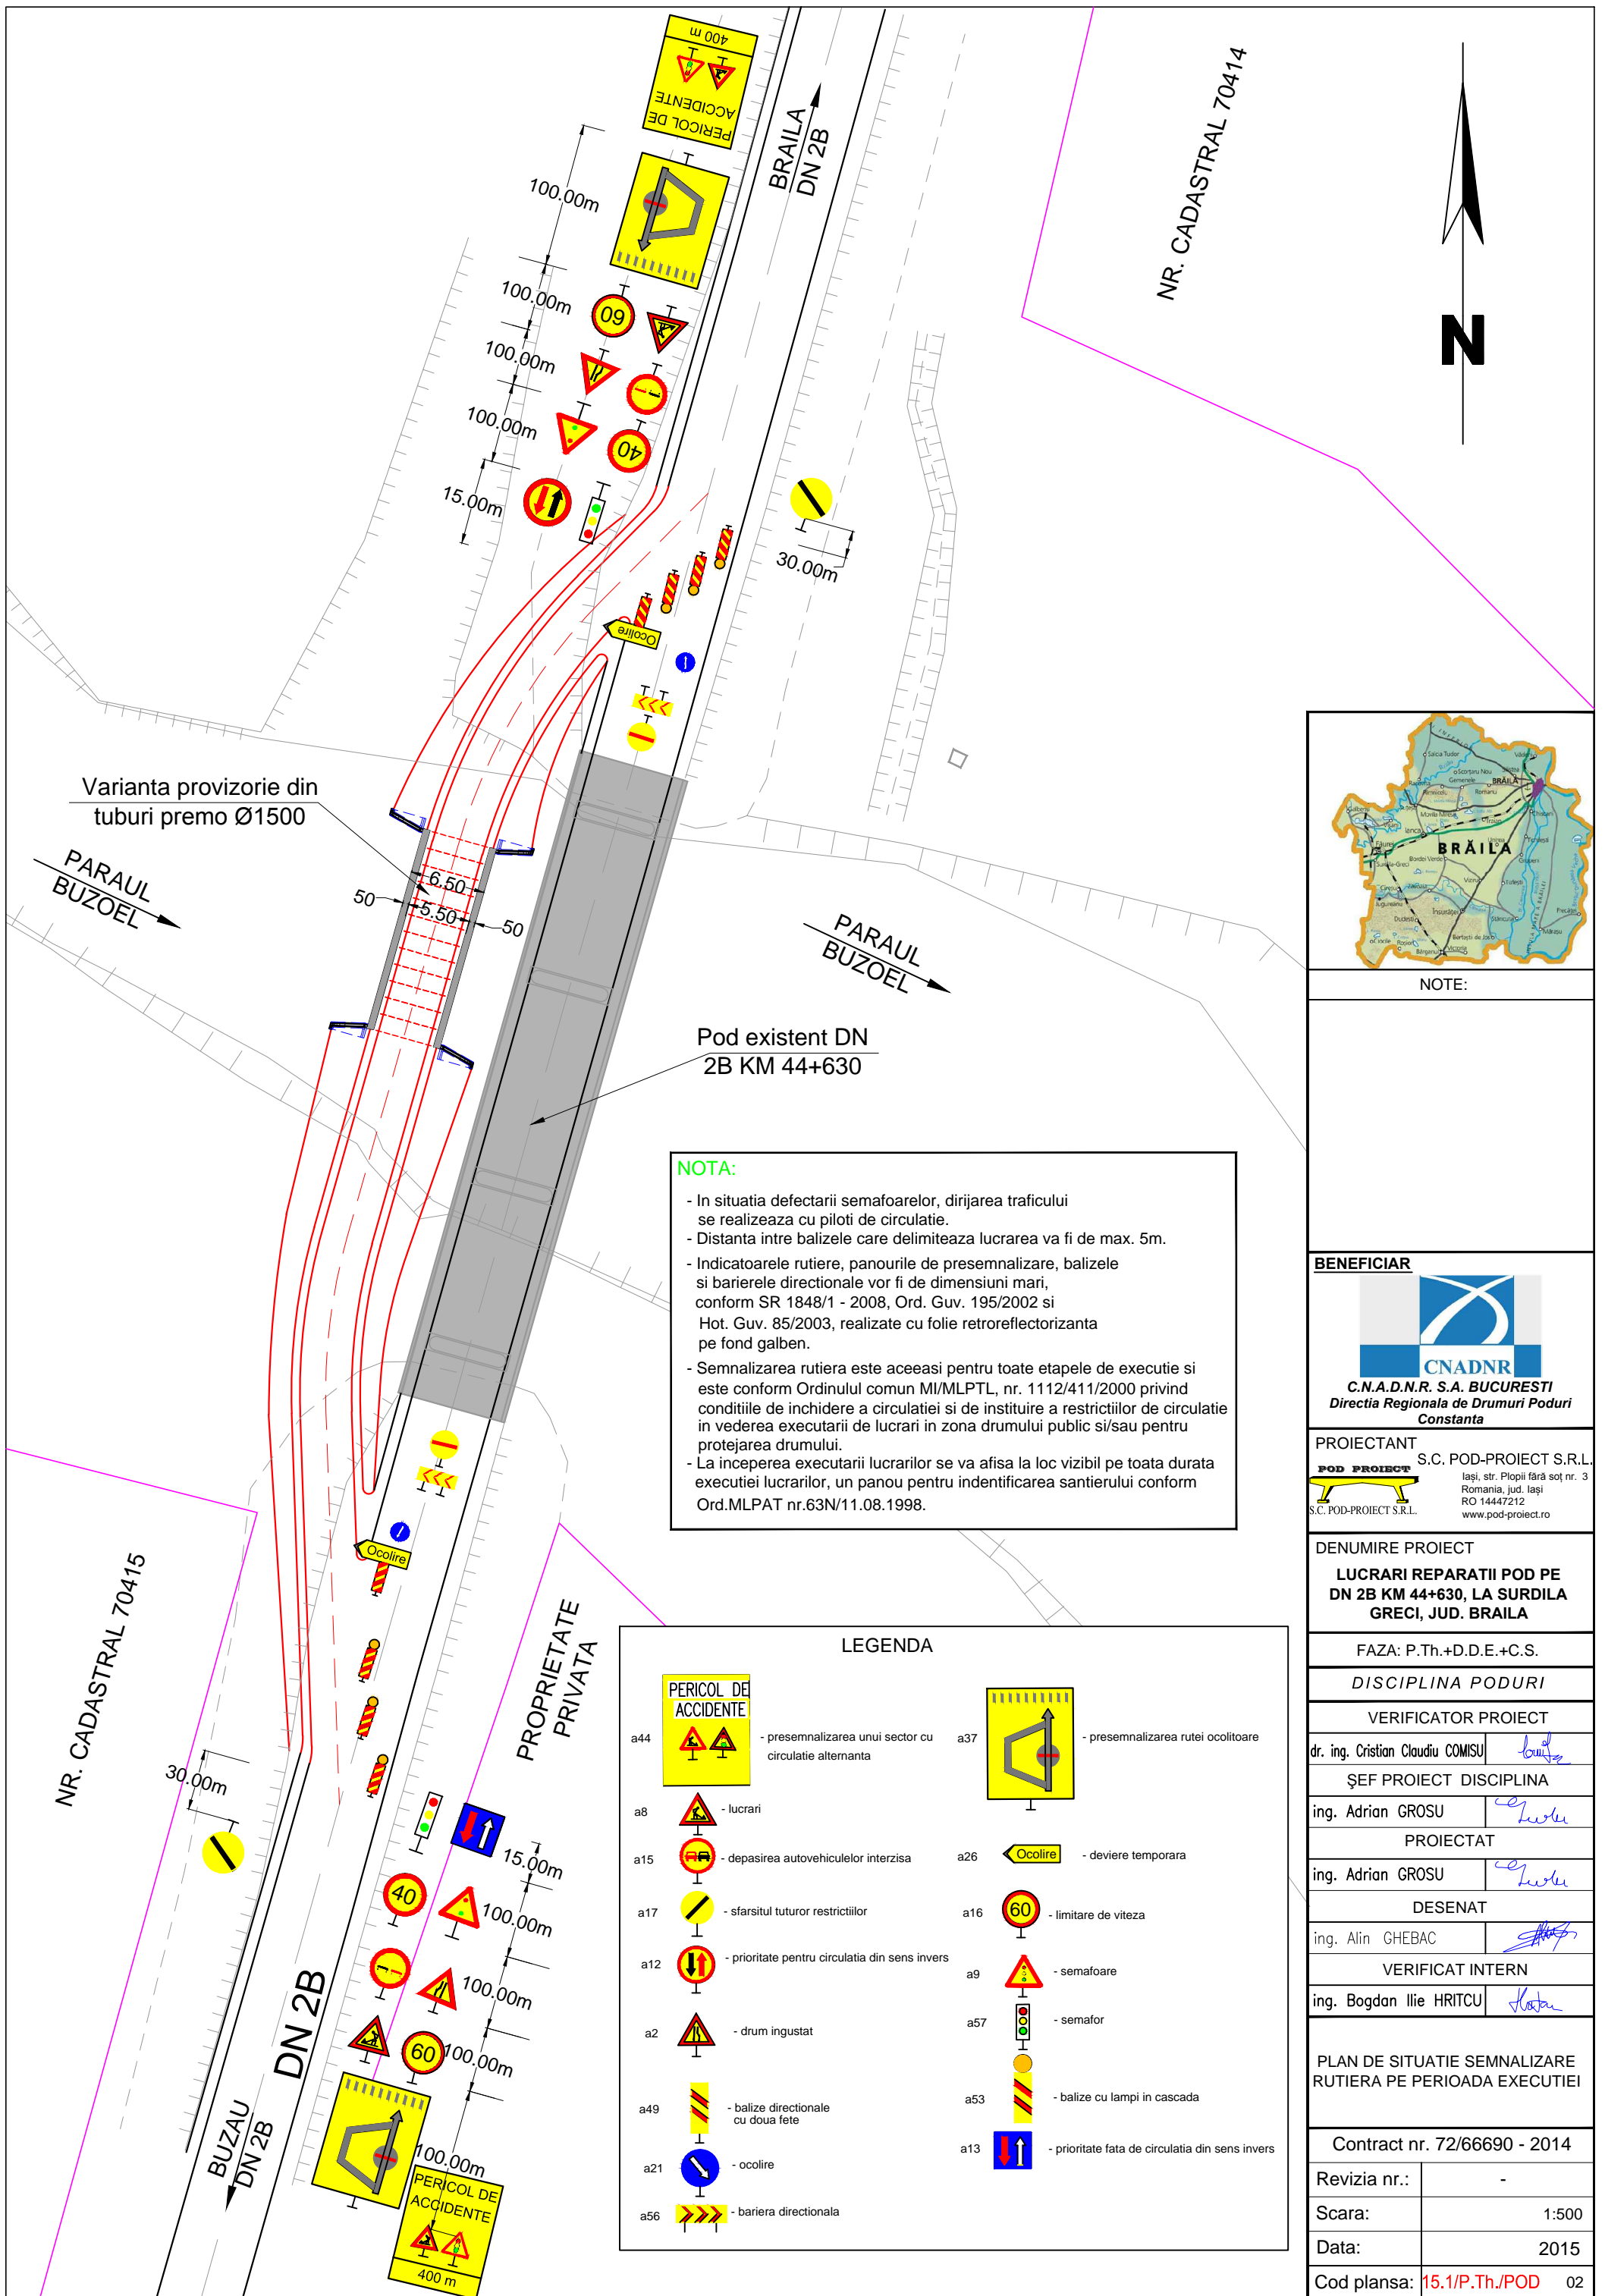 400 m
PERICOL DE
ACCIDENTE
BRAILA
DN 2B
NR. CADASTRAL 70414
N
100.00m
100.00m
60
100.00m
100.00m
40
15.00m
30.00m
Ocolire
Varianta provizorie din
tuburi premo Ø1500
PARAUL
BUZOEL
6.50
50
5.50
50
PARAUL
BUZOEL
Pod existent DN
2B KM 44+630
NOTA:
- In situatia defectarii semafoarelor, dirijarea traficului
se realizeaza cu piloti de circulatie.
- Distanta intre balizele care delimiteaza lucrarea va fi de max. 5m.
- Indicatoarele rutiere, panourile de presemnalizare, balizele
si barierele directionale vor fi de dimensiuni mari,
conform SR 1848/1 - 2008, Ord. Guv. 195/2002 si
Hot. Guv. 85/2003, realizate cu folie retroreflectorizanta
pe fond galben.
- Semnalizarea rutiera este aceeasi pentru toate etapele de executie si
este conform Ordinulul comun MI/MLPTL, nr. 1112/411/2000 privind
conditiile de inchidere a circulatiei si de instituire a restrictiilor de circulatie
in vederea executarii de lucrari in zona drumului public si/sau pentru
protejarea drumului.
- La inceperea executarii lucrarilor se va afisa la loc vizibil pe toata durata
executiei lucrarilor, un panou pentru indentificarea santierului conform
Ord.MLPAT nr.63N/11.08.1998.
Ocolire
NR. CADASTRAL 70415
PROPRIETATE
PRIVATA
30.00m
15.00m
40
100.00m
100.00m
60
100.00m
DN 2B
BUZAU
DN 2B
100.00m
PERICOL DE
ACCIDENTE
400 m
LEGENDA
PERICOL DE
ACCIDENTE
a44
- presemnalizarea unui sector cu
circulatie alternanta
a37
- presemnalizarea rutei ocolitoare
a8
- lucrari
a15
- depasirea autovehiculelor interzisa
a26
Ocolire
- deviere temporara
a17
- sfarsitul tuturor restrictiilor
a16
60
- limitare de viteza
a12
- prioritate pentru circulatia din sens invers
a9
- semafoare
a2
- drum ingustat
a57
- semafor
a49
- balize directionale
cu doua fete
a53
- balize cu lampi in cascada
a21
- ocolire
a13
- prioritate fata de circulatia din sens invers
a56
- bariera directionala
BRĂILA
BRĂILA
NOTE:
BENEFICIAR
CNADNR
C.N.A.D.N.R. S.A. BUCURESTI
Directia Regionala de Drumuri Poduri
Constanta
PROIECTANT
S.C. POD-PROIECT S.R.L.
POD PROIECT
S.C. POD-PROIECT S.R.L.
Iași, str. Plopii fără soț nr. 3
Romania, jud. Iași
RO 14447212
www.pod-proiect.ro
DENUMIRE PROIECT
LUCRARI REPARATII POD PE
DN 2B KM 44+630, LA SURDILA
GRECI, JUD. BRAILA
FAZA: P.Th.+D.D.E.+C.S.
DISCIPLINA PODURI
VERIFICATOR PROIECT
dr. ing. Cristian Claudiu COMISU
ŞEF PROIECT DISCIPLINA
ing. Adrian GROSU
PROIECTAT
ing. Adrian GROSU
DESENAT
ing. Alin GHEBAC
VERIFICAT INTERN
ing. Bogdan Ilie HRITCU
PLAN DE SITUATIE SEMNALIZARE
RUTIERA PE PERIOADA EXECUTIEI
Contract nr. 72/66690 - 2014
Revizia nr.: -
Scara: 1:500
Data: 2015
Cod plansa: 15.1/P.Th./POD 02